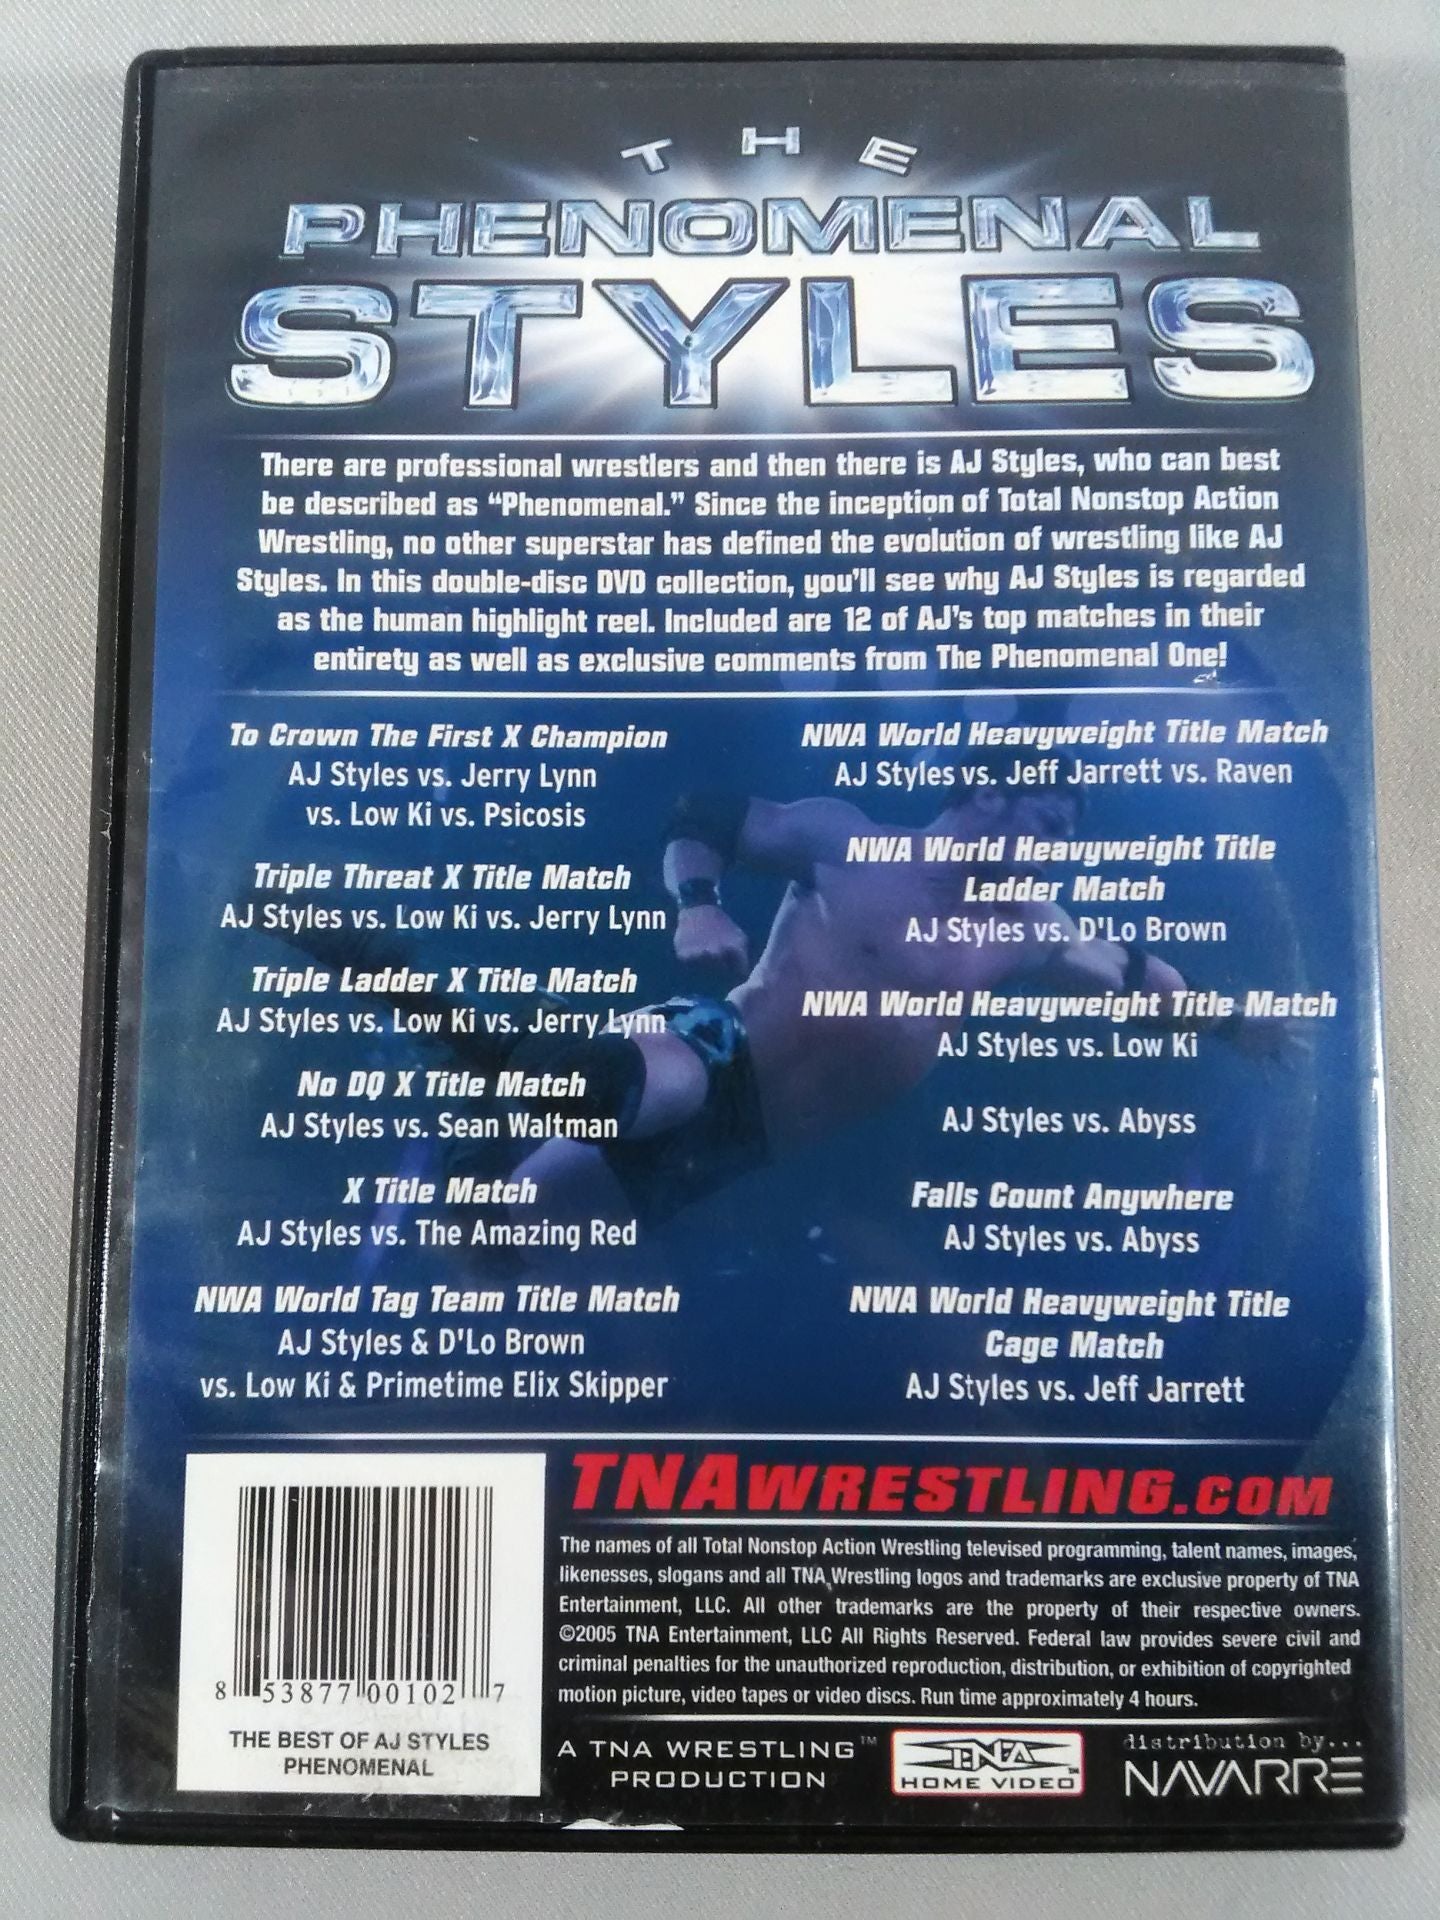 THE
PHENOMENAL
STYLES
There are professional wrestlers and then there is AJ Styles, who can best
be described as “Phenomenal.” Since the inception of Total Nonstop Action
Wrestling, no other superstar has defined the evolution of wrestling like AJ
Styles. In this double-disc DVD collection, you'll see why AJ Styles is regarded
as the human highlight reel. Included are 12 of AJ's top matches in their
entirety as well as exclusive comments from The Phenomenal One!
To Crown The First X Champion
AJ Styles vs. Jerry Lynn
vs. Low Ki vs. Psicosis
Triple Threat X Title Match
AJ Styles vs. Low Ki vs. Jerry Lynn
Triple Ladder X Title Match
AJ Styles vs. Low Ki vs. Jerry Lynn
No DQ X Title Match
AJ Styles vs. Sean Waltman
X Title Match
AJ Styles vs. The Amazing Red
NWA World Tag Team Title Match
AJ Styles & D'Lo Brown
vs. Low Ki & Primetime Elix Skipper
NWA World Heavyweight Title Match
AJ Styles vs. Jeff Jarrett vs. Raven
NWA World Heavyweight Title
Ladder Match
AJ Styles vs. D'Lo Brown
NWA World Heavyweight Title Match
AJ Styles vs. Low Ki
AJ Styles vs. Abyss
Falls Count Anywhere
AJ Styles vs. Abyss
NWA World Heavyweight Title
Cage Match
AJ Styles vs. Jeff Jarrett
8 53877 00102 7
THE BEST OF AJ STYLES
PHENOMENAL
TNAWRESTLING.COM
The names of all Total Nonstop Action Wrestling televised programming, talent names, images,
likenesses, slogans and all TNA Wrestling logos and trademarks are exclusive property of TNA
Entertainment, LLC. All other trademarks are the property of their respective owners.
©2005 TNA Entertainment, LLC All Rights Reserved. Federal law provides severe civil and
criminal penalties for the unauthorized reproduction, distribution, or exhibition of copyrighted
motion picture, video tapes or video discs. Run time approximately 4 hours.
A TNA WRESTLING™
PRODUCTION
TNA™
HOME VIDEO
distribution by...
NAVARRE